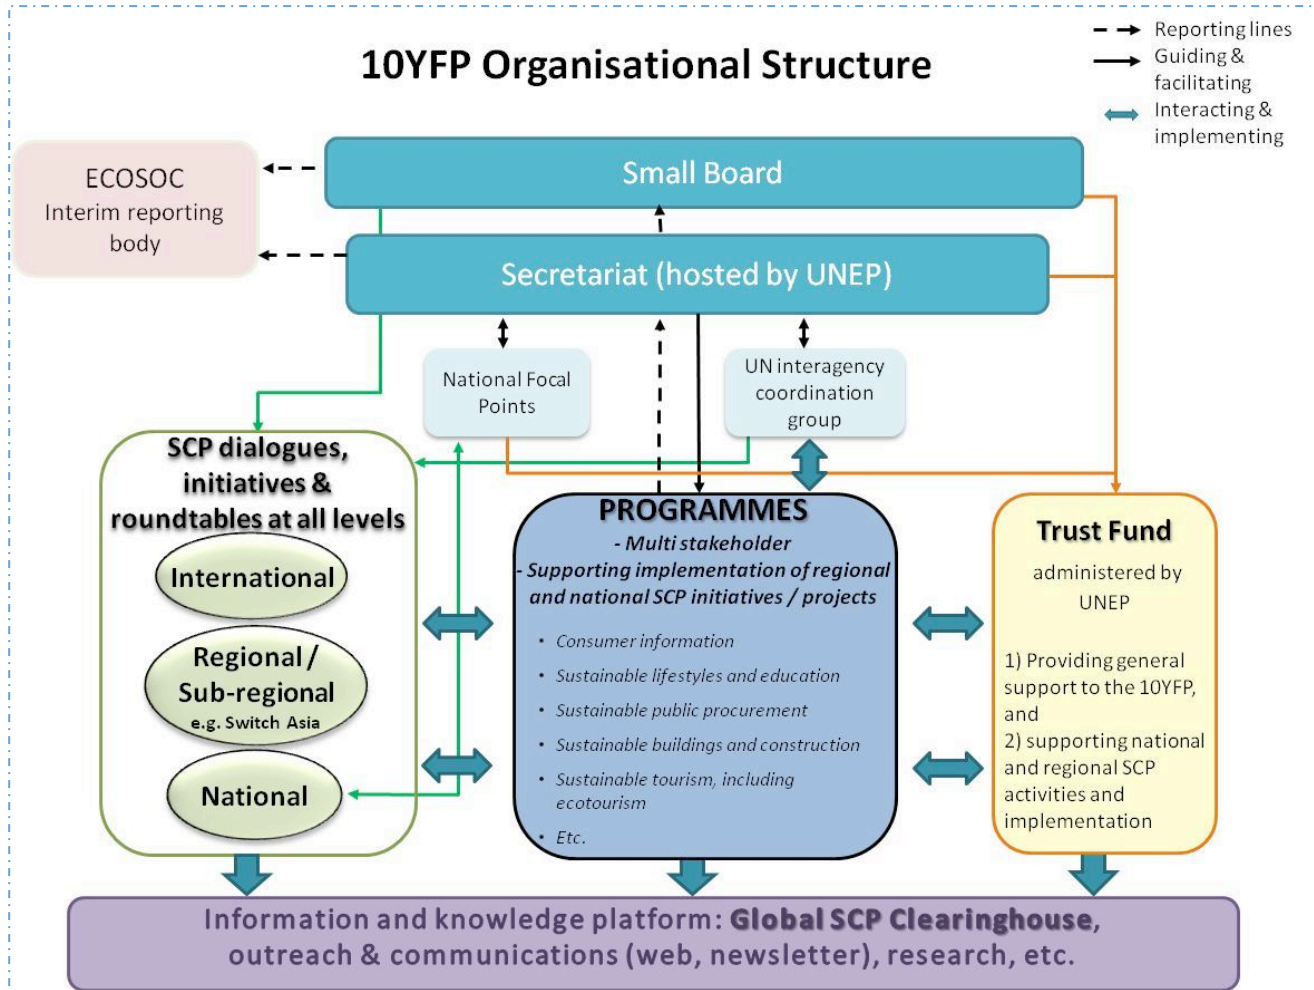 10YFP Organisational Structure
Reporting lines
Guiding &
facilitating
Interacting &
implementing
ECOSOC
Interim reporting
body
Small Board
Secretariat (hosted by UNEP)
National Focal
Points
UN interagency
coordination
group
SCP dialogues,
initiatives &
roundtables at all levels
International
Regional /
Sub-regional
e.g. Switch Asia
National
PROGRAMMES
- Multi stakeholder
- Supporting implementation of regional
and national SCP initiatives / projects
• Consumer information
• Sustainable lifestyles and education
• Sustainable public procurement
• Sustainable buildings and construction
• Sustainable tourism, including
ecotourism
• Etc.
Trust Fund
administered by
UNEP
1) Providing general
support to the 10YFP,
and
2) supporting national
and regional SCP
activities and
implementation
Information and knowledge platform: Global SCP Clearinghouse,
outreach & communications (web, newsletter), research, etc.